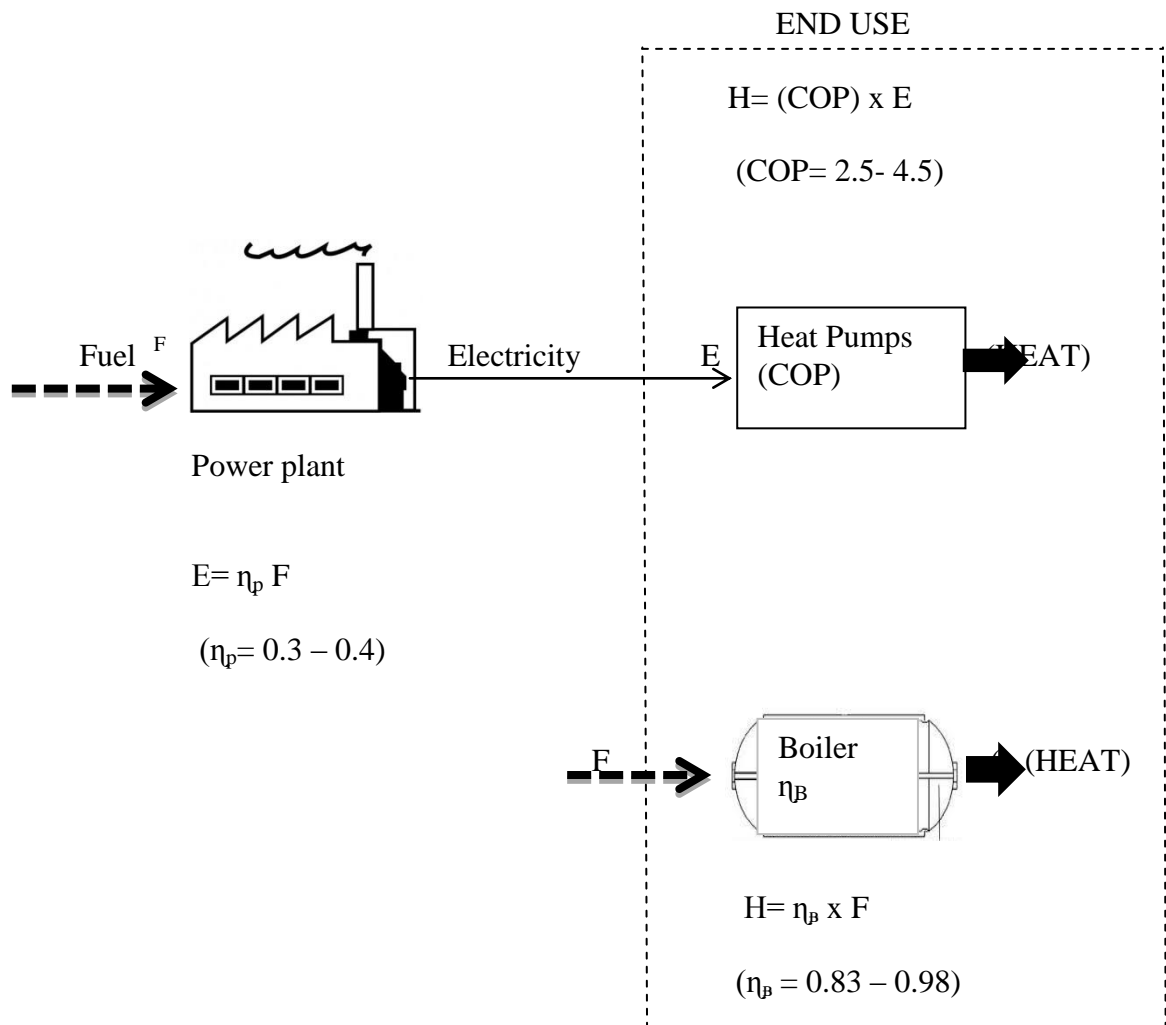 END USE
H= (COP) x E
(COP= 2.5- 4.5)
Fuel F
Electricity
E
Heat Pumps
(COP)
EAT)
Power plant
E= ηp F
(ηp= 0.3 – 0.4)
F
Boiler
ηB
(HEAT)
H= ηB x F
(ηB = 0.83 – 0.98)